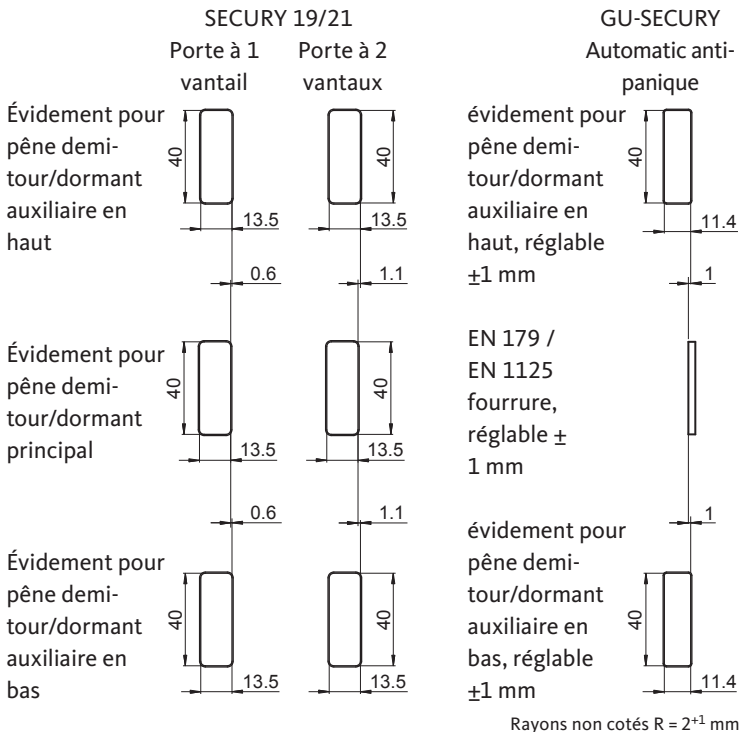 SECURY 19/21
Porte à 1
vantail
Porte à 2
vantaux
GU-SECURY
Automatic anti-
panique
Évidement pour
pêne demi-
tour/dormant
auxiliaire en
haut
40
13.5
40
13.5
évidement pour
pêne demi-
tour/dormant
auxiliaire en
haut, réglable
±1 mm
40
11.4
0.6
1.1
1
Évidement pour
pêne demi-
tour/dormant
principal
40
13.5
40
13.5
EN 179 /
EN 1125
fourrure,
réglable ±
1 mm
0.6
1.1
1
Évidement pour
pêne demi-
tour/dormant
auxiliaire en
bas
40
13.5
40
13.5
évidement pour
pêne demi-
tour/dormant
auxiliaire en
bas, réglable
±1 mm
40
11.4
Rayons non cotés R = 2⁺¹ mm